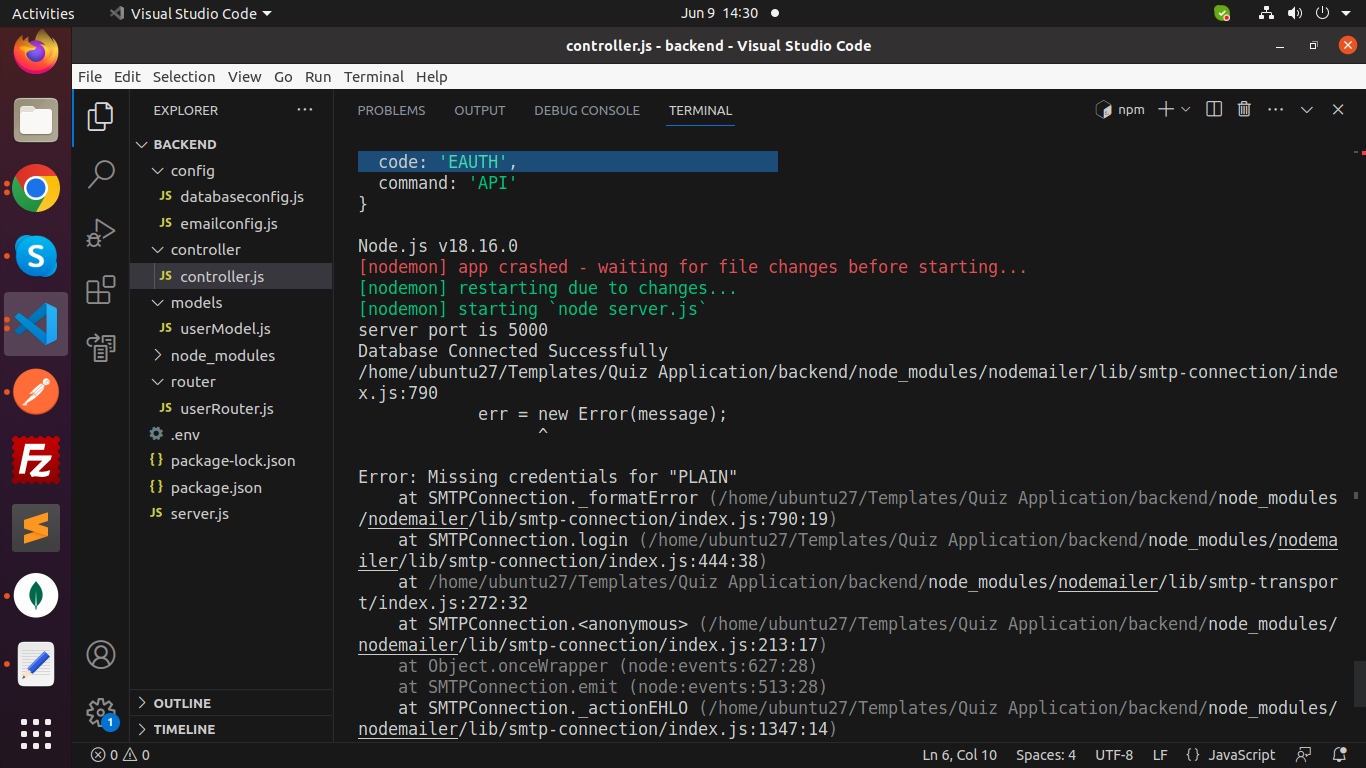 Activities Visual Studio Code Jun 9 14:30
controller.js - backend - Visual Studio Code
File Edit Selection View Go Run Terminal Help
EXPLORER
BACKEND
config
JS databaseconfig.js
JS emailconfig.js
controller
JS controller.js
models
JS userModel.js
node_modules
router
JS userRouter.js
.env
{} package-lock.json
{} package.json
JS server.js
OUTLINE
TIMELINE
1
PROBLEMS OUTPUT DEBUG CONSOLE TERMINAL npm
code: 'EAUTH',
command: 'API'
}
Node.js v18.16.0
[nodemon] app crashed - waiting for file changes before starting...
[nodemon] restarting due to changes...
[nodemon] starting `node server.js`
server port is 5000
Database Connected Successfully
/home/ubuntu27/Templates/Quiz Application/backend/node_modules/nodemailer/lib/smtp-connection/inde
x.js:790
err = new Error(message);
^
Error: Missing credentials for "PLAIN"
at SMTPConnection._formatError (/home/ubuntu27/Templates/Quiz Application/backend/node_modules
/nodemailer/lib/smtp-connection/index.js:790:19)
at SMTPConnection.login (/home/ubuntu27/Templates/Quiz Application/backend/node_modules/nodema
iler/lib/smtp-connection/index.js:444:38)
at /home/ubuntu27/Templates/Quiz Application/backend/node_modules/nodemailer/lib/smtp-transpor
t/index.js:272:32
at SMTPConnection.<anonymous> (/home/ubuntu27/Templates/Quiz Application/backend/node_modules/
nodemailer/lib/smtp-connection/index.js:213:17)
at Object.onceWrapper (node:events:627:28)
at SMTPConnection.emit (node:events:513:28)
at SMTPConnection._actionEHLO (/home/ubuntu27/Templates/Quiz Application/backend/node_modules/
nodemailer/lib/smtp-connection/index.js:1347:14)
0 0 Ln 6, Col 10 Spaces: 4 UTF-8 LF {} JavaScript